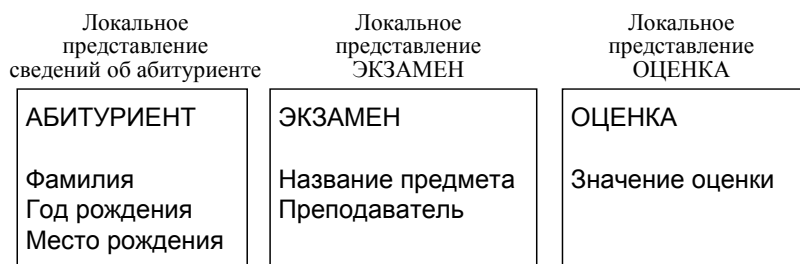 Локальное
представление
сведений об абитуриенте
Локальное
представление
ЭКЗАМЕН
Локальное
представление
ОЦЕНКА
АБИТУРИЕНТ
Фамилия
Год рождения
Место рождения
ЭКЗАМЕН
Название предмета
Преподаватель
ОЦЕНКА
Значение оценки